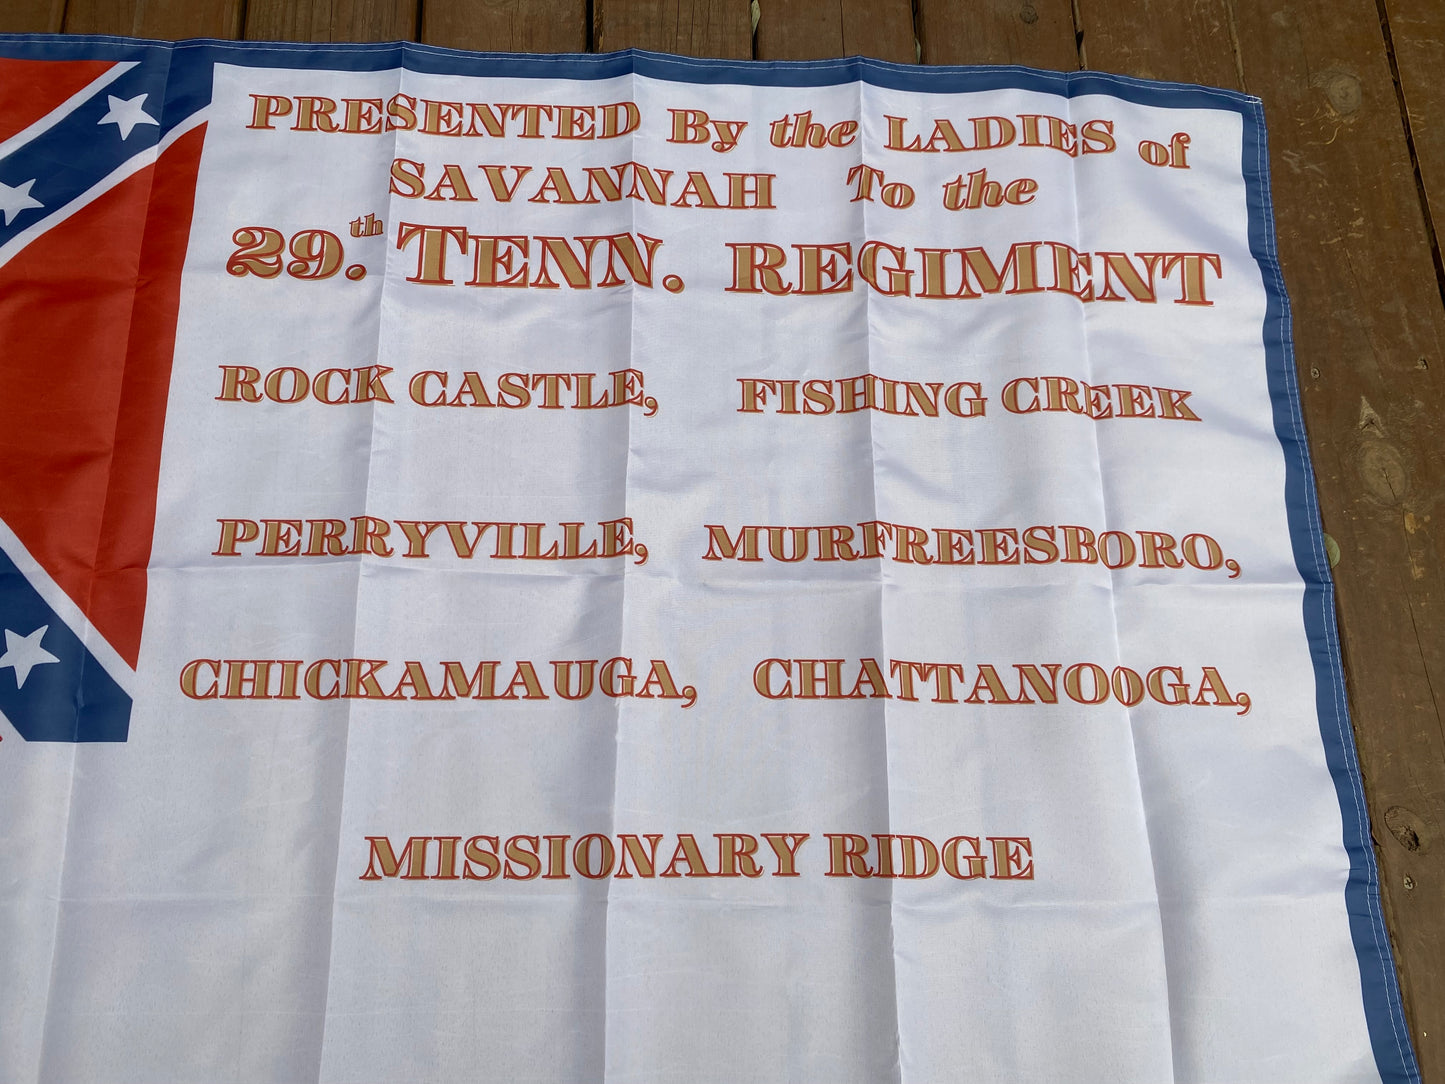 PRESENTED By the LADIES of
SAVANNAH To the
29.th TENN. REGIMENT
ROCK CASTLE, FISHING CREEK
PERRYVILLE, MURFREESBORO,
CHICKAMAUGA, CHATTANOOGA,
MISSIONARY RIDGE